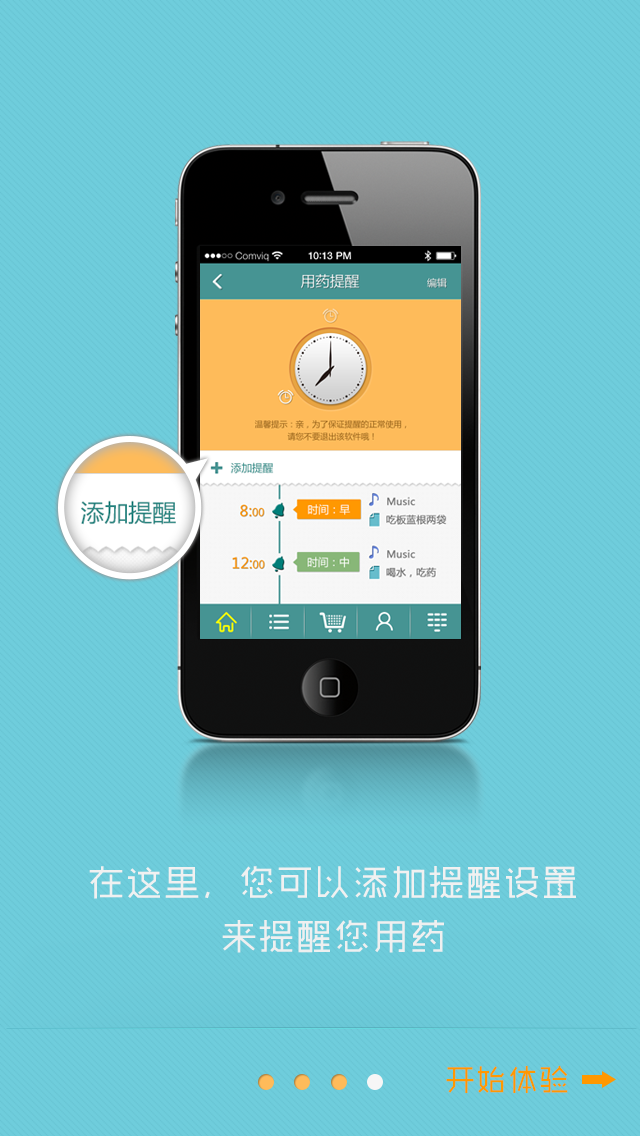 Comviq 10:13 PM
用药提醒 编辑
温馨提示：亲，为了保证提醒的正常使用，
请您不要退出该软件哦！
添加提醒
添加提醒
8:00 时间：早 Music
吃板蓝根两袋
12:00 时间：中 Music
喝水，吃药
在这里，您可以添加提醒设置
来提醒您用药
开始体验